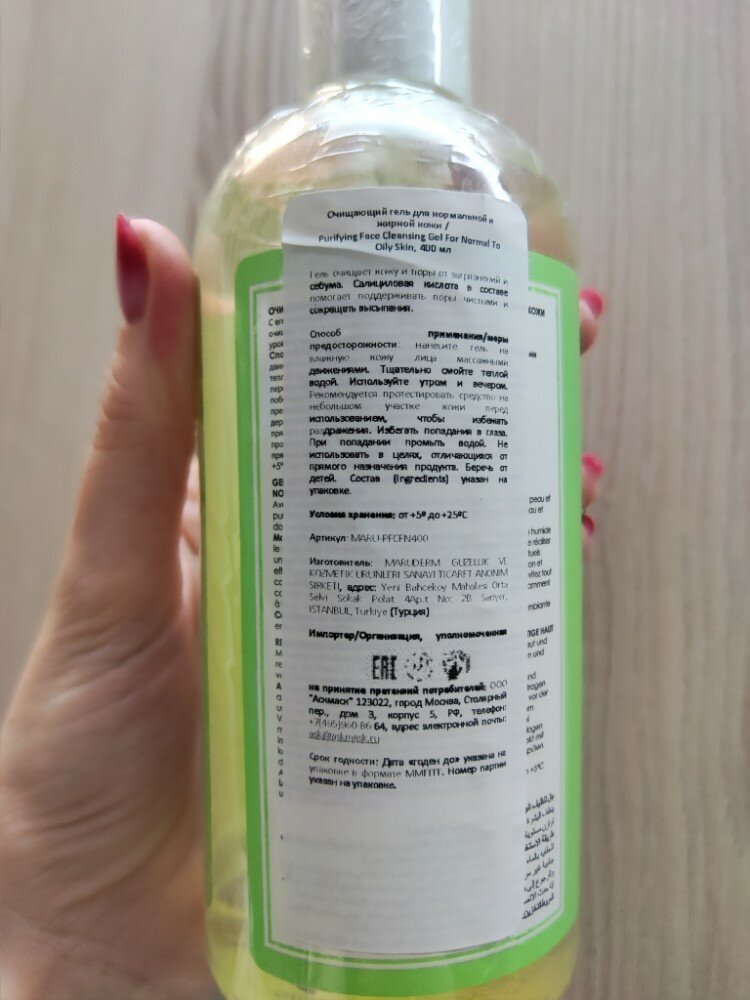 Очищающий гель для нормальной и
жирной кожи /
Purifying Face Cleansing Gel For Normal To
Oily Skin, 400 мл
Гель очищает кожу и поры от загрязнений и
себума. Салициловая кислота в составе
помогает поддерживать поры чистыми и
сокращать высыпания.
Способ применения/меры
предосторожности: нанесите гель на
влажную кожу лица массажными
движениями. Тщательно смойте теплой
водой. Используйте утром и вечером.
Рекомендуется протестировать средство на
небольшом участке кожи перед
использованием, чтобы избежать
раздражения. Избегать попадания в глаза.
При попадании промыть водой. Не
использовать в целях, отличающихся от
прямого назначения продукта. Беречь от
детей. Состав (Ingredients) указан на
упаковке.
Условия хранения: от +5º до +25ºС
Артикул: MARU-PFCFN400
Изготовитель: MARUDERM GUZELLIK VE
KOZMETIK URUNLERI SANAYI TICARET ANONIM
SIRKETI, адрес: Yeni Bahcekoy Mahalesi Orta
Selvi Sokak Polat 4Ap.t No: 2B Sariyer,
ISTANBUL, Turkiye (Турция)
Импортер/Организация, уполномоченная
EAC
на принятие претензий потребителей: ООО
"Аскмаск" 123022, город Москва, Столярный
пер., дом 3, корпус 5, РФ, телефон:
+7(495)960-86-64, адрес электронной почты:
ask@askmask.ru
Срок годности: Дата «годен до» указана на
упаковке в формате ММГГГГ. Номер партии
указан на упаковке.